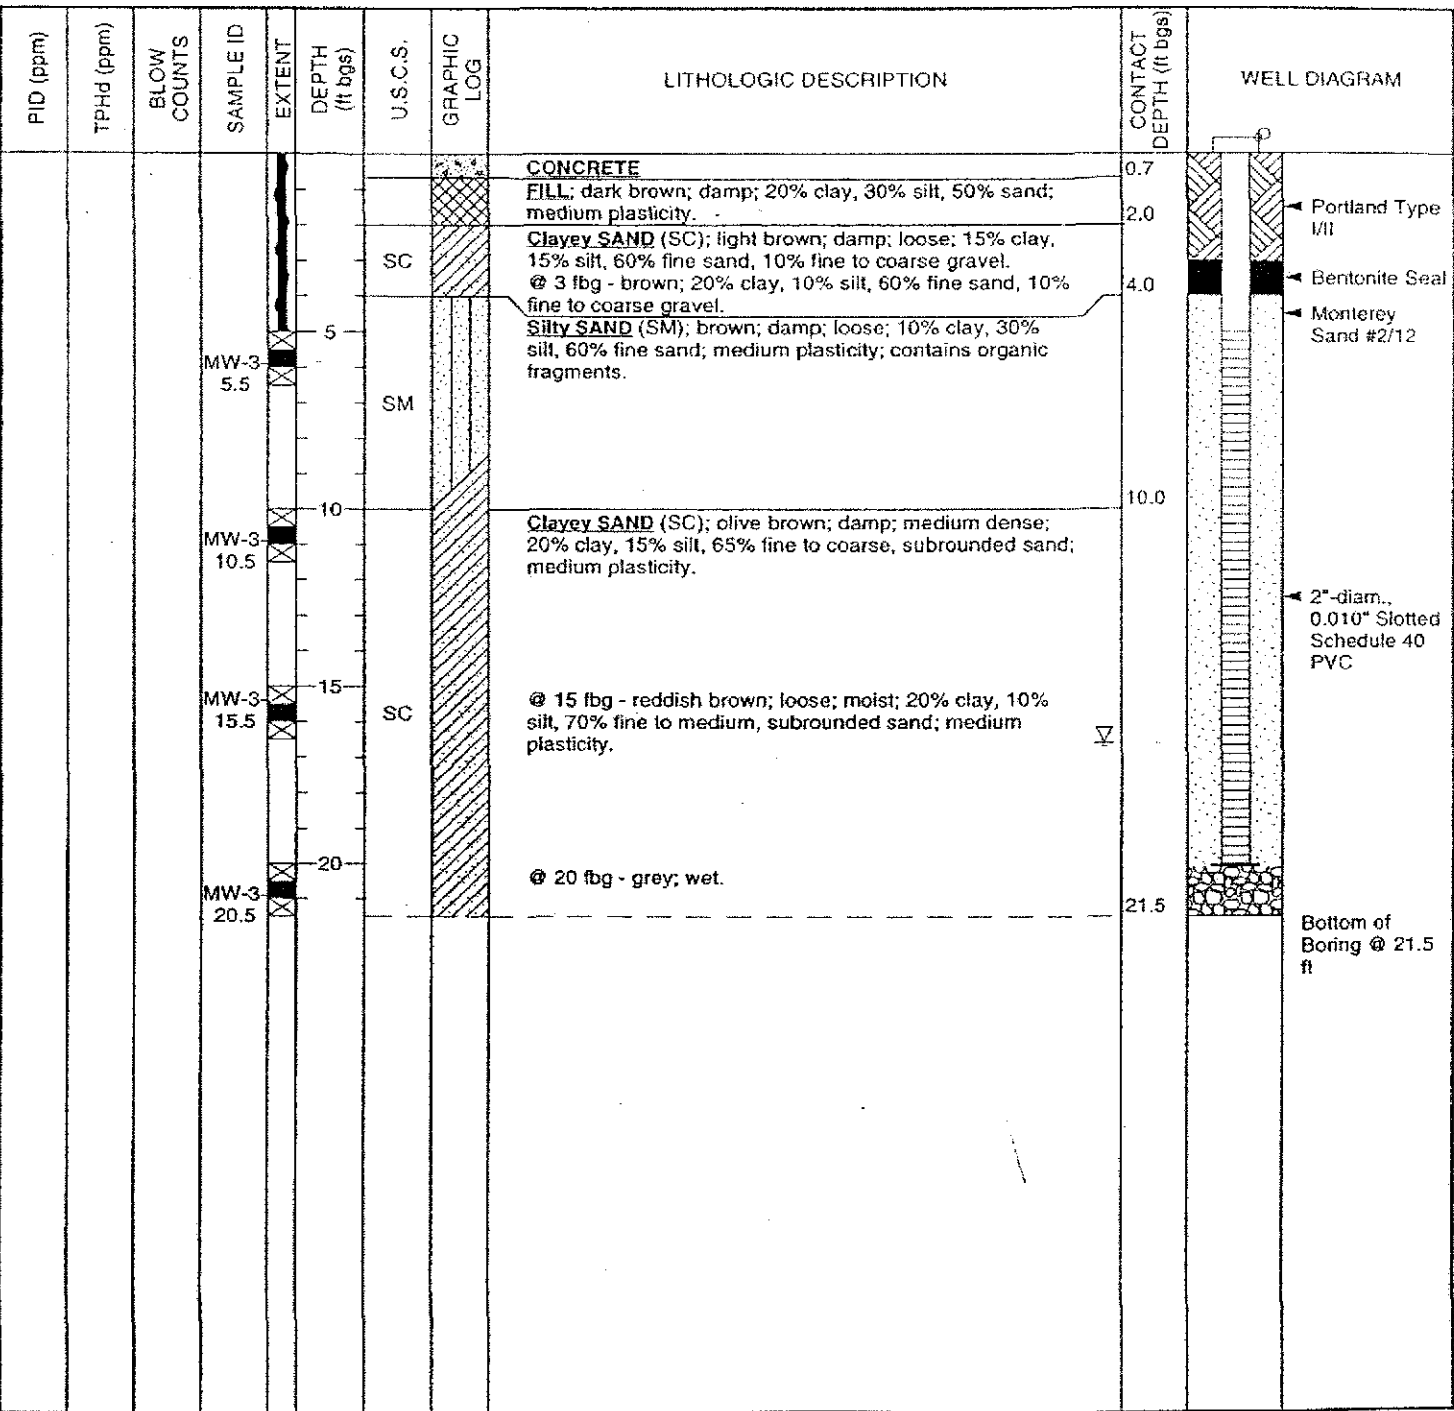 PID (ppm)
TPHd (ppm)
BLOW
COUNTS
SAMPLE ID
EXTENT
DEPTH
(ft bgs)
U.S.C.S.
GRAPHIC
LOG
LITHOLOGIC DESCRIPTION
CONTACT
DEPTH (ft bgs)
WELL DIAGRAM
CONCRETE
0.7
FILL; dark brown; damp; 20% clay, 30% silt, 50% sand;
medium plasticity.
2.0
Portland Type
I/II
SC
Clayey SAND (SC); light brown; damp; loose; 15% clay,
15% silt, 60% fine sand, 10% fine to coarse gravel.
@ 3 fbg - brown; 20% clay, 10% silt, 60% fine sand, 10%
fine to coarse gravel.
4.0
Bentonite Seal
Monterey
Sand #2/12
5
MW-3
5.5
SM
Silty SAND (SM); brown; damp; loose; 10% clay, 30%
silt, 60% fine sand; medium plasticity; contains organic
fragments.
10
10.0
MW-3
10.5
Clayey SAND (SC); olive brown; damp; medium dense;
20% clay, 15% silt, 65% fine to coarse, subrounded sand;
medium plasticity.
2"-diam.,
0.010" Slotted
Schedule 40
PVC
15
MW-3
15.5
SC
@ 15 fbg - reddish brown; loose; moist; 20% clay, 10%
silt, 70% fine to medium, subrounded sand; medium
plasticity.
20
MW-3
20.5
@ 20 fbg - grey; wet.
21.5
Bottom of
Boring @ 21.5
ft